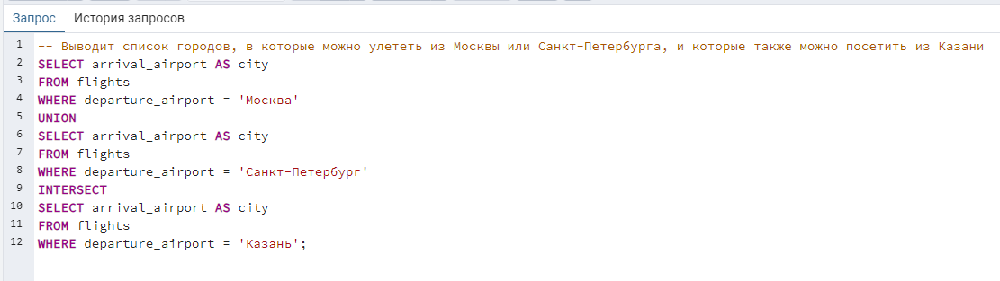 Запрос История запросов
1 -- Выводит список городов, в которые можно улететь из Москвы или Санкт-Петербурга, и которые также можно посетить из Казани
2 SELECT arrival_airport AS city
3 FROM flights
4 WHERE departure_airport = 'Москва'
5 UNION
6 SELECT arrival_airport AS city
7 FROM flights
8 WHERE departure_airport = 'Санкт-Петербург'
9 INTERSECT
10 SELECT arrival_airport AS city
11 FROM flights
12 WHERE departure_airport = 'Казань';